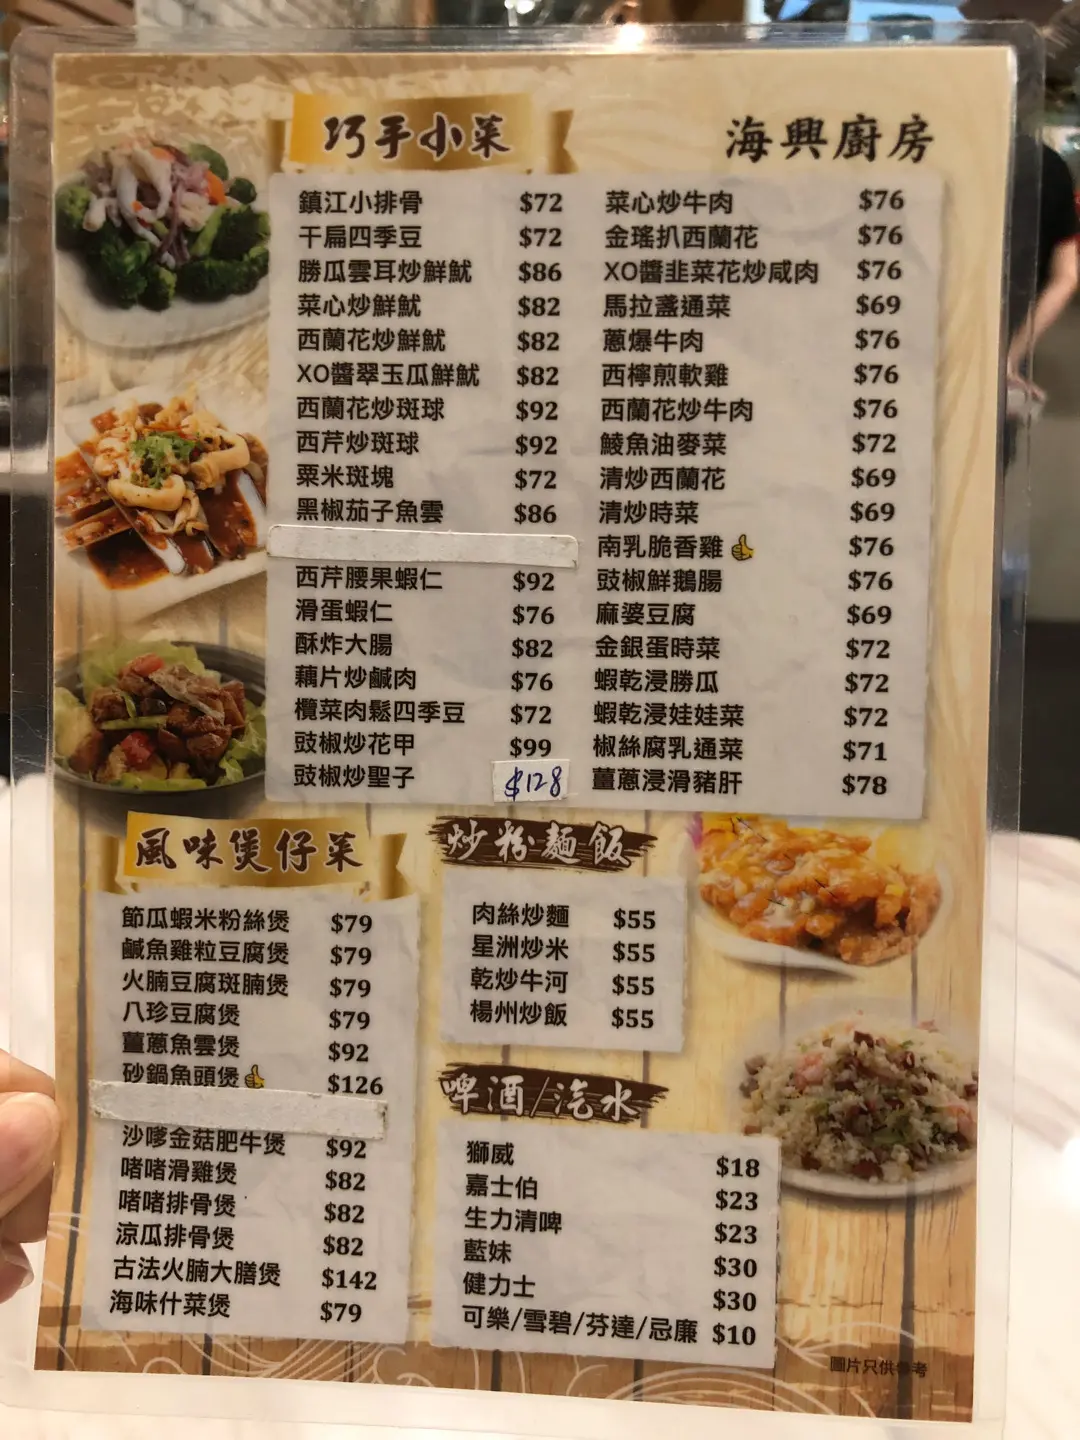 巧手小菜
海興廚房
鎮江小排骨 $72
干扁四季豆 $72
勝瓜雲耳炒鮮魷 $86
菜心炒鮮魷 $82
西蘭花炒鮮魷 $82
XO醬翠玉瓜鮮魷 $82
西蘭花炒斑球 $92
西芹炒斑球 $92
粟米斑塊 $72
黑椒茄子魚雲 $86
西芹腰果蝦仁 $92
滑蛋蝦仁 $76
酥炸大腸 $82
藕片炒鹹肉 $76
欖菜肉鬆四季豆 $72
豉椒炒花甲 $99
豉椒炒聖子 $128
菜心炒牛肉 $76
金瑤扒西蘭花 $76
XO醬韭菜花炒咸肉 $76
馬拉盞通菜 $69
蔥爆牛肉 $76
西檸煎軟雞 $76
西蘭花炒牛肉 $76
鯪魚油麥菜 $72
清炒西蘭花 $69
清炒時菜 $69
南乳脆香雞 $76
豉椒鮮鵝腸 $76
麻婆豆腐 $69
金銀蛋時菜 $72
蝦乾浸勝瓜 $72
蝦乾浸娃娃菜 $72
椒絲腐乳通菜 $71
薑蔥浸滑豬肝 $78
風味煲仔菜
節瓜蝦米粉絲煲 $79
鹹魚雞粒豆腐煲 $79
火腩豆腐斑腩煲 $79
八珍豆腐煲 $79
薑蔥魚雲煲 $92
砂鍋魚頭煲 $126
沙嗲金菇肥牛煲 $92
啫啫滑雞煲 $82
啫啫排骨煲 $82
涼瓜排骨煲 $82
古法火腩大膳煲 $142
海味什菜煲 $79
炒粉麵飯
肉絲炒麵 $55
星洲炒米 $55
乾炒牛河 $55
楊州炒飯 $55
啤酒/汽水
獅威 $18
嘉士伯 $23
生力清啤 $23
藍妹 $30
健力士 $30
可樂/雪碧/芬達/忌廉 $10
圖片只供參考